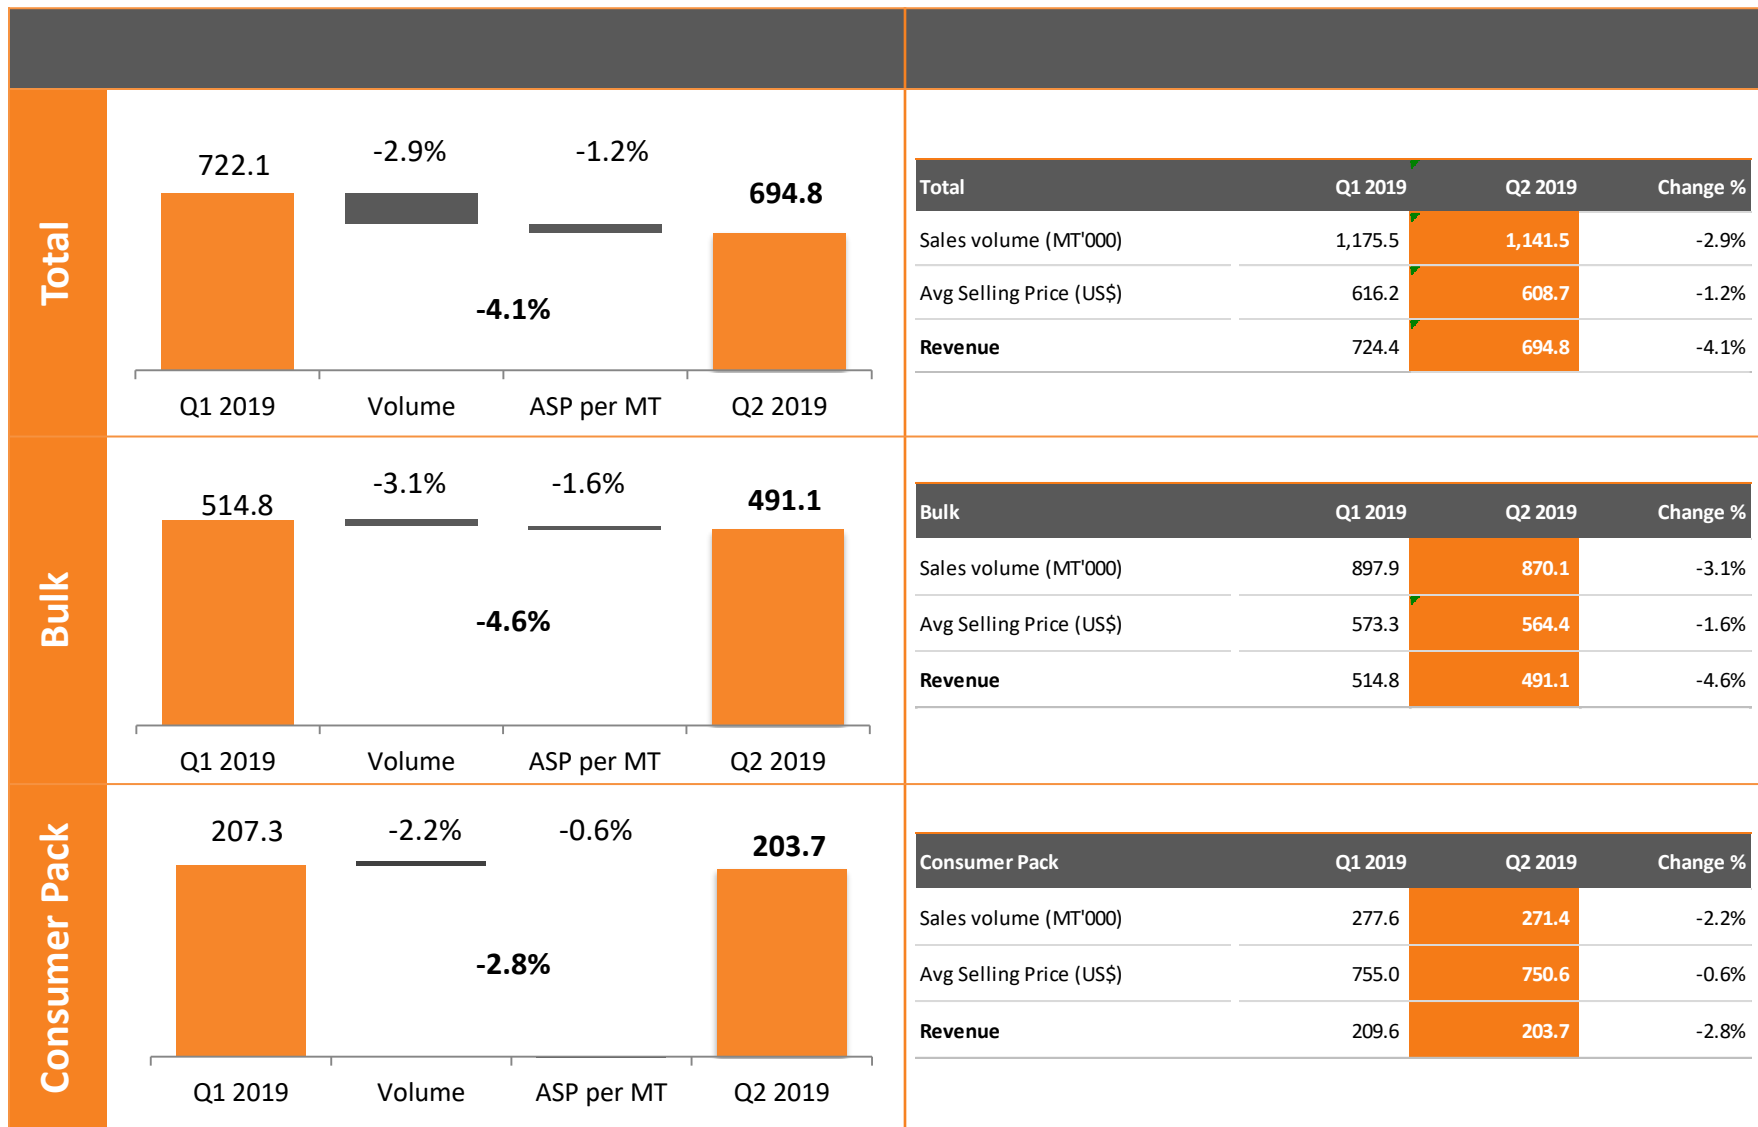 Total
722.1 -2.9% -1.2% 694.8
-4.1%
Q1 2019 Volume ASP per MT Q2 2019
Total Q1 2019 Q2 2019 Change %
Sales volume (MT'000) 1,175.5 1,141.5 -2.9%
Avg Selling Price (US$) 616.2 608.7 -1.2%
Revenue 724.4 694.8 -4.1%
Bulk
514.8 -3.1% -1.6% 491.1
-4.6%
Q1 2019 Volume ASP per MT Q2 2019
Bulk Q1 2019 Q2 2019 Change %
Sales volume (MT'000) 897.9 870.1 -3.1%
Avg Selling Price (US$) 573.3 564.4 -1.6%
Revenue 514.8 491.1 -4.6%
Consumer Pack
207.3 -2.2% -0.6% 203.7
-2.8%
Q1 2019 Volume ASP per MT Q2 2019
Consumer Pack Q1 2019 Q2 2019 Change %
Sales volume (MT'000) 277.6 271.4 -2.2%
Avg Selling Price (US$) 755.0 750.6 -0.6%
Revenue 209.6 203.7 -2.8%